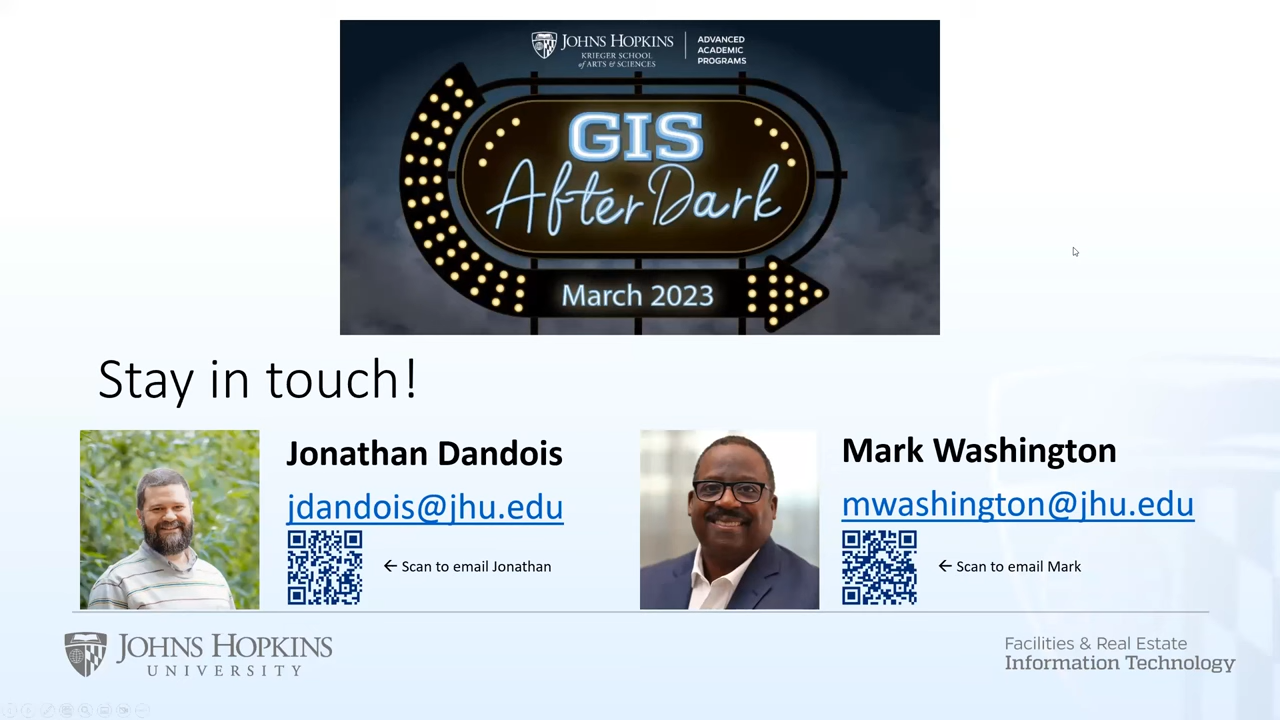 JOHNS HOPKINS
KRIEGER SCHOOL
of ARTS & SCIENCES
ADVANCED
ACADEMIC
PROGRAMS
GIS
After Dark
March 2023
Stay in touch!
Jonathan Dandois
jdandois@jhu.edu
← Scan to email Jonathan
Mark Washington
mwashington@jhu.edu
← Scan to email Mark
JOHNS HOPKINS
UNIVERSITY
Facilities & Real Estate
Information Technology